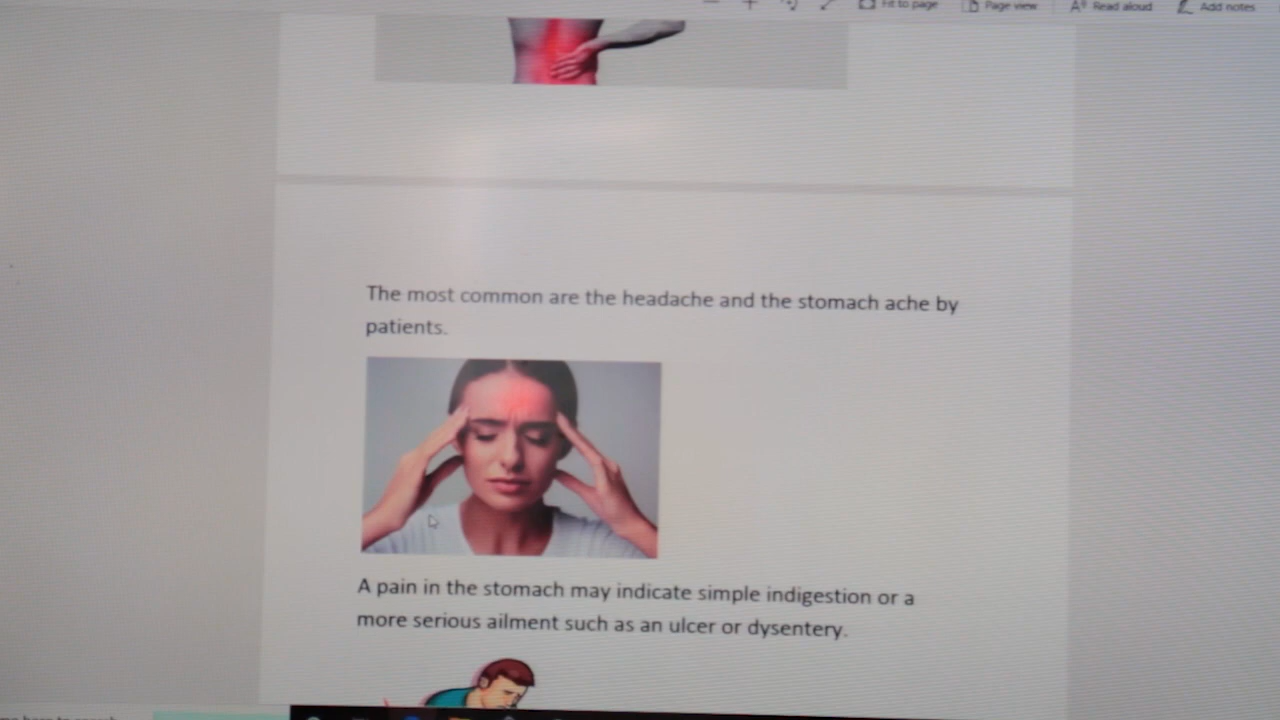 Fit to page
Page view
Read aloud
Add notes
The most common are the headache and the stomach ache by
patients.
A pain in the stomach may indicate simple indigestion or a
more serious ailment such as an ulcer or dysentery.